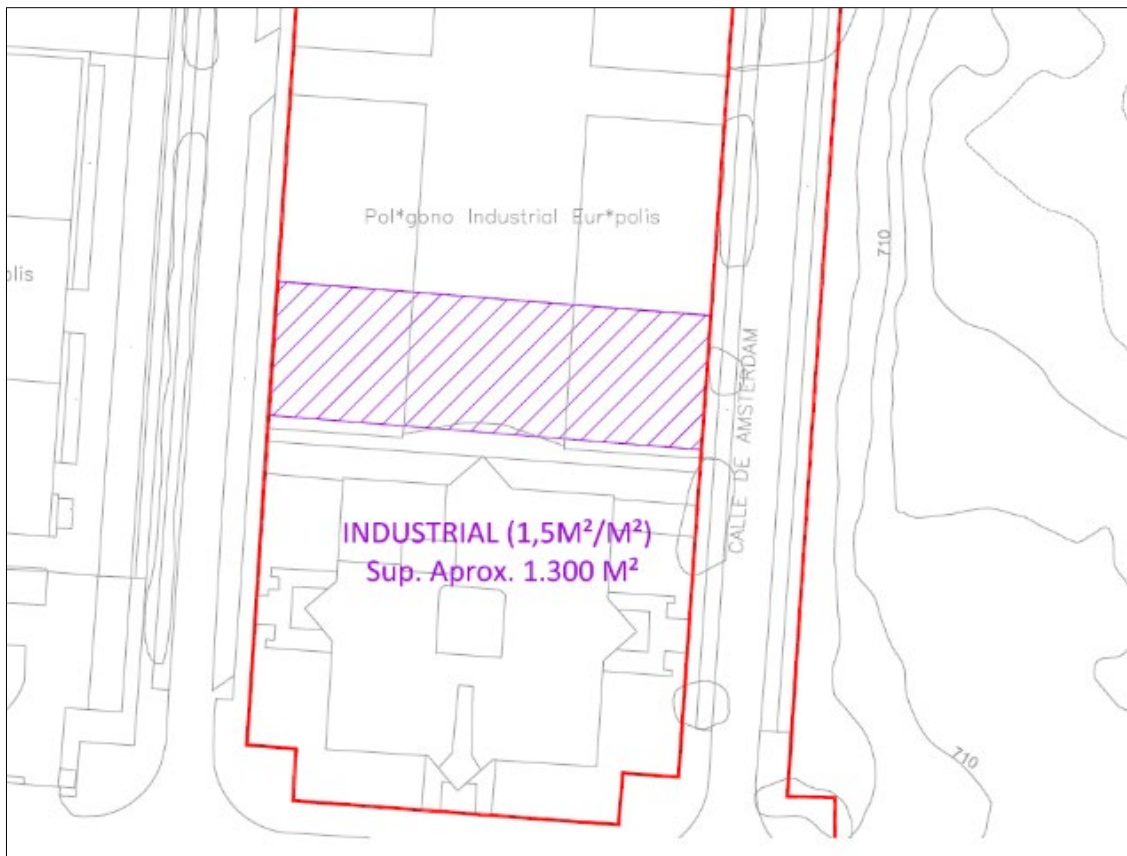 Pol*gono Industrial Eur*polis
710
olis
CALLE DE AMSTERDAM
INDUSTRIAL (1,5M²/M²)
Sup. Aprox. 1.300 M²
710